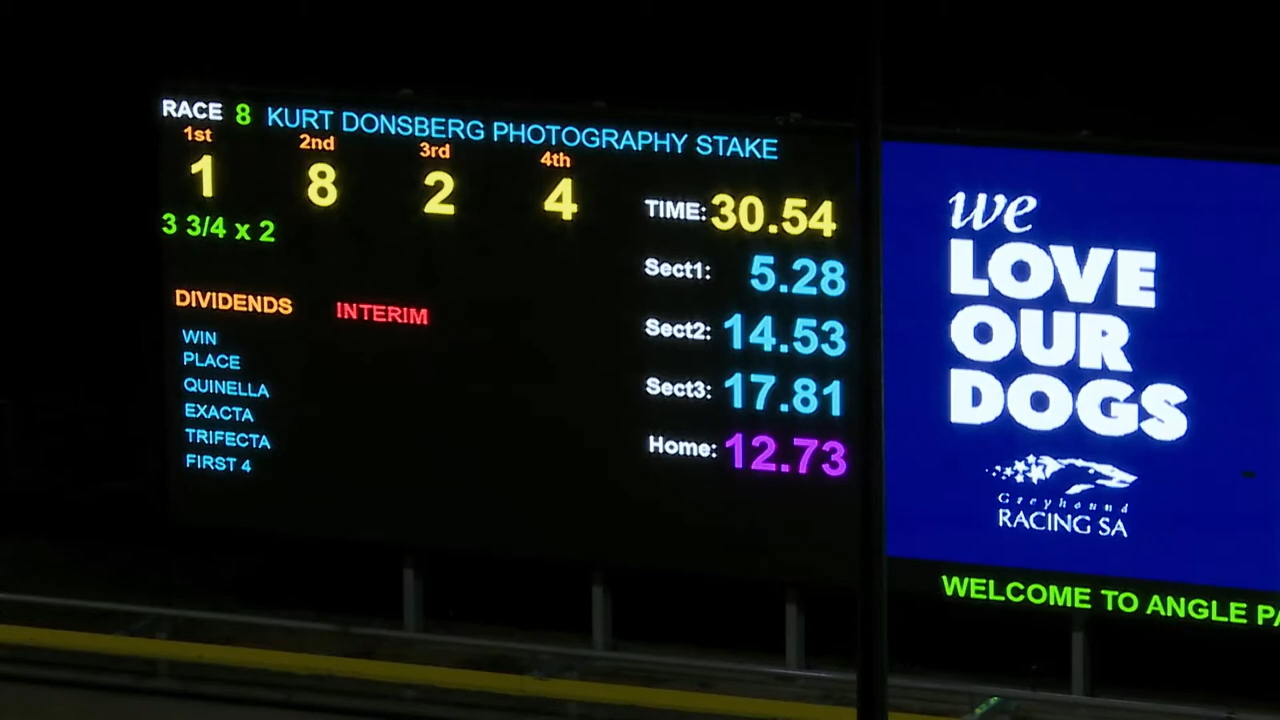 RACE 8 KURT DONSBERG PHOTOGRAPHY STAKE
1st 2nd 3rd 4th
1 8 2 4
3 3/4 x 2
TIME: 30.54
Sect1: 5.28
Sect2: 14.53
Sect3: 17.81
Home: 12.73
DIVIDENDS INTERIM
WIN
PLACE
QUINELLA
EXACTA
TRIFECTA
FIRST 4
we
LOVE
OUR
DOGS
Greyhound
RACING SA
WELCOME TO ANGLE PA